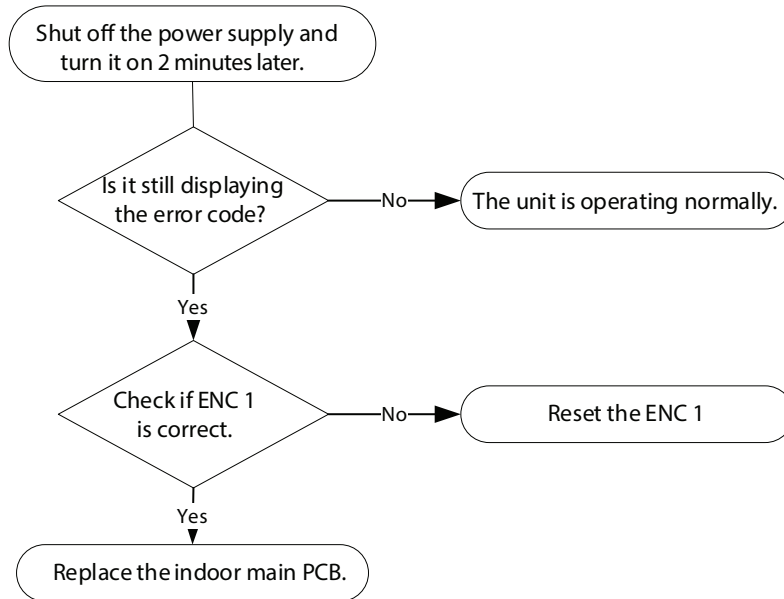 Shut off the power supply and
turn it on 2 minutes later.
Is it still displaying
the error code?
No
The unit is operating normally.
Yes
Check if ENC 1
is correct.
No
Reset the ENC 1
Yes
Replace the indoor main PCB.